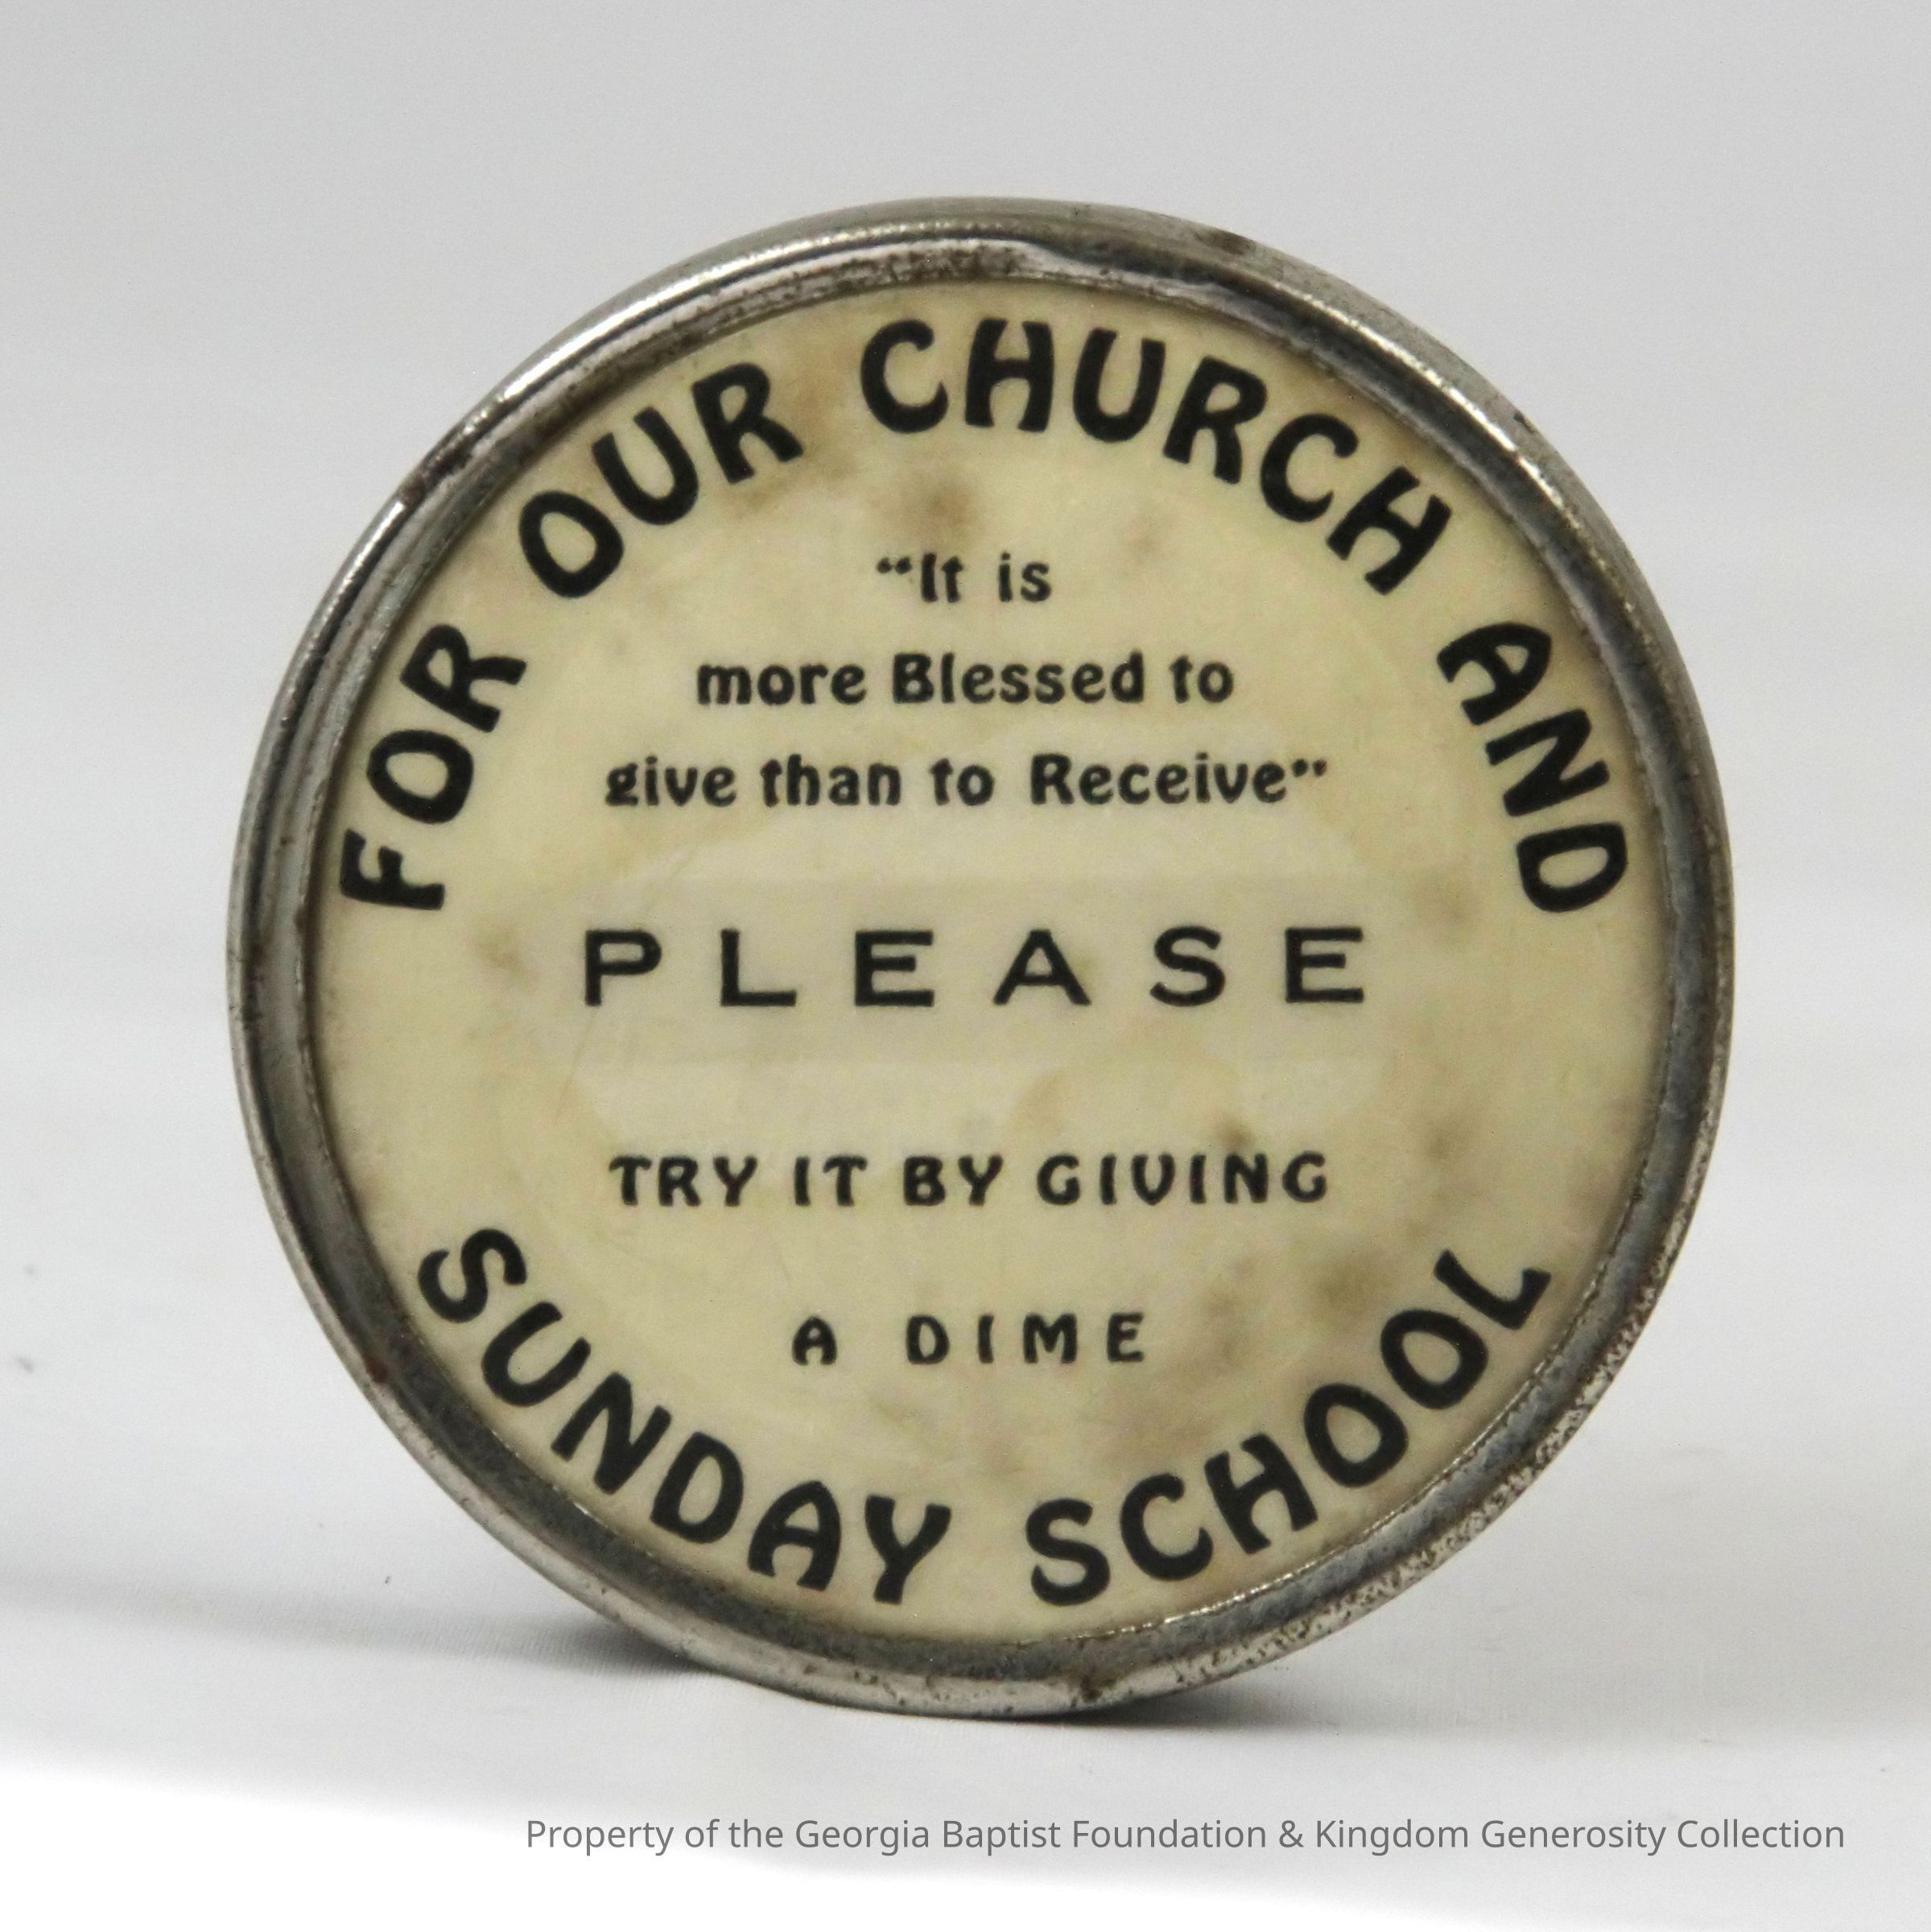 FOR OUR CHURCH AND
“It is
more Blessed to
give than to Receive”
PLEASE
TRY IT BY GIVING
A DIME
SUNDAY SCHOOL
Property of the Georgia Baptist Foundation & Kingdom Generosity Collection